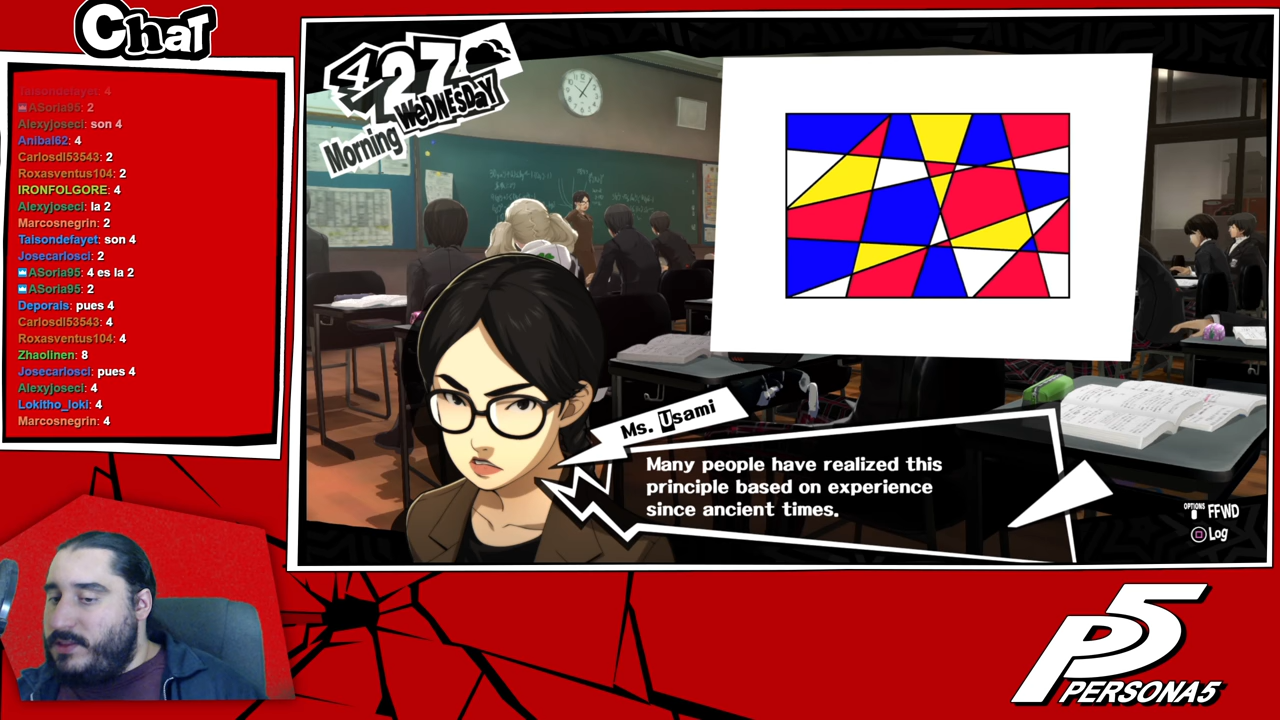 Chat
Taisondefayet: 4
ASoria95: 2
Alexyjoseci: son 4
Anibal62: 4
Carlosdl53543: 2
Roxasventus104: 2
IRONFOLGORE: 4
Alexyjoseci: la 2
Marcosnegrin: 2
Taisondefayet: son 4
Josecarlosci: 2
ASoria95: 4 es la 2
ASoria95: 2
Deporais: pues 4
Carlosdl53543: 4
Roxasventus104: 4
Zhaolinen: 8
Josecarlosci: pues 4
Alexyjoseci: 4
Lokitho_loki: 4
Marcosnegrin: 4
4 27
WeDNeSDaY
Morning
Ms. Usami
Many people have realized this
principle based on experience
since ancient times.
OPTIONS FFWD
Log
P5
PERSONA5